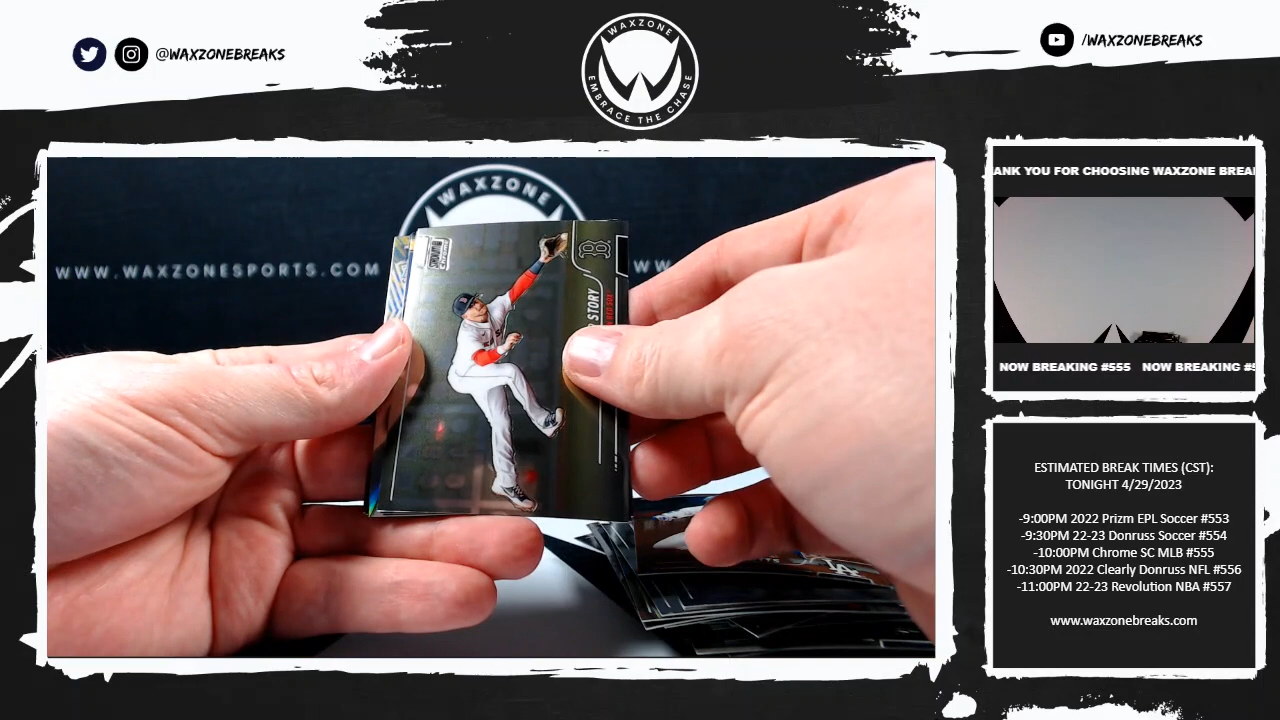 @WAXZONEBREAKS
WAXZONE
EMBRACE THE CHASE
/WAXZONEBREAKS
WAXZONE
WWW.WAXZONESPORTS.COM
WW
STORY
ANK YOU FOR CHOOSING WAXZONE BREA
NOW BREAKING #555 NOW BREAKING #5
ESTIMATED BREAK TIMES (CST):
TONIGHT 4/29/2023
-9:00PM 2022 Prizm EPL Soccer #553
-9:30PM 22-23 Donruss Soccer #554
-10:00PM Chrome SC MLB #555
-10:30PM 2022 Clearly Donruss NFL #556
-11:00PM 22-23 Revolution NBA #557
www.waxzonebreaks.com